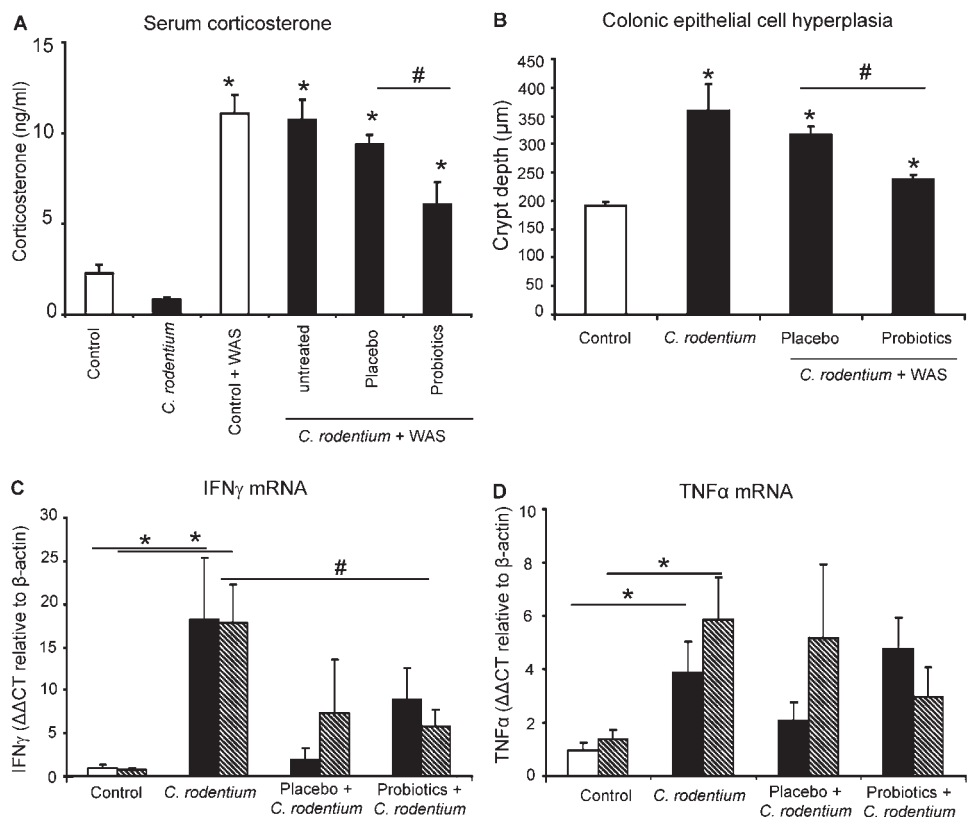 A
Serum corticosterone
Corticosterone (ng/ml)
15
10
5
0
*
*
*
*
#
Control
C. rodentium
Control + WAS
untreated
Placebo
Probiotics
C. rodentium + WAS
B
Colonic epithelial cell hyperplasia
Crypt depth (µm)
450
400
350
300
250
200
150
100
50
0
*
*
*
#
Control
C. rodentium
Placebo
Probiotics
C. rodentium + WAS
C
IFNγ mRNA
IFNγ (ΔΔCT relative to β-actin)
30
25
20
15
10
5
0
* *
#
Control
C. rodentium
Placebo +
C. rodentium
Probiotics +
C. rodentium
D
TNFα mRNA
TNFα (ΔΔCT relative to β-actin)
10
8
6
4
2
0
*
*
Control
C. rodentium
Placebo +
C. rodentium
Probiotics +
C. rodentium